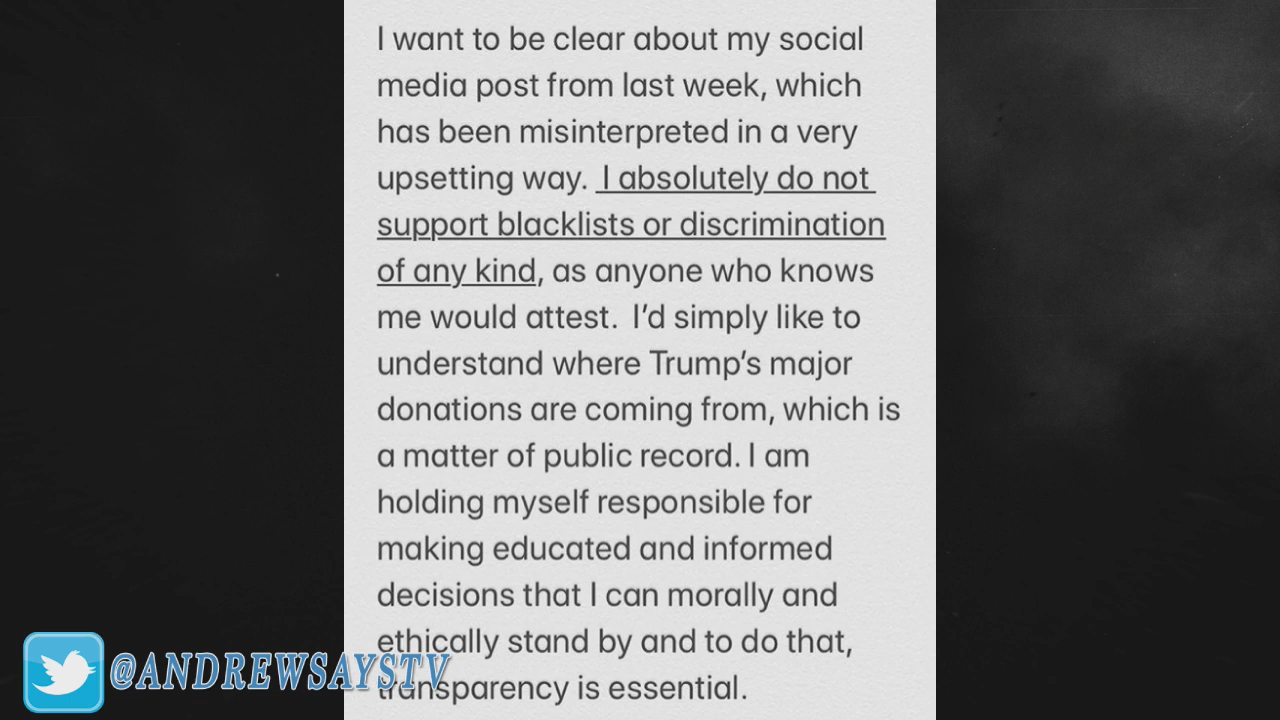 I want to be clear about my social
media post from last week, which
has been misinterpreted in a very
upsetting way. I absolutely do not
support blacklists or discrimination
of any kind, as anyone who knows
me would attest. I'd simply like to
understand where Trump's major
donations are coming from, which is
a matter of public record. I am
holding myself responsible for
making educated and informed
decisions that I can morally and
ethically stand by and to do that,
transparency is essential.
@ANDREWSAYSTV